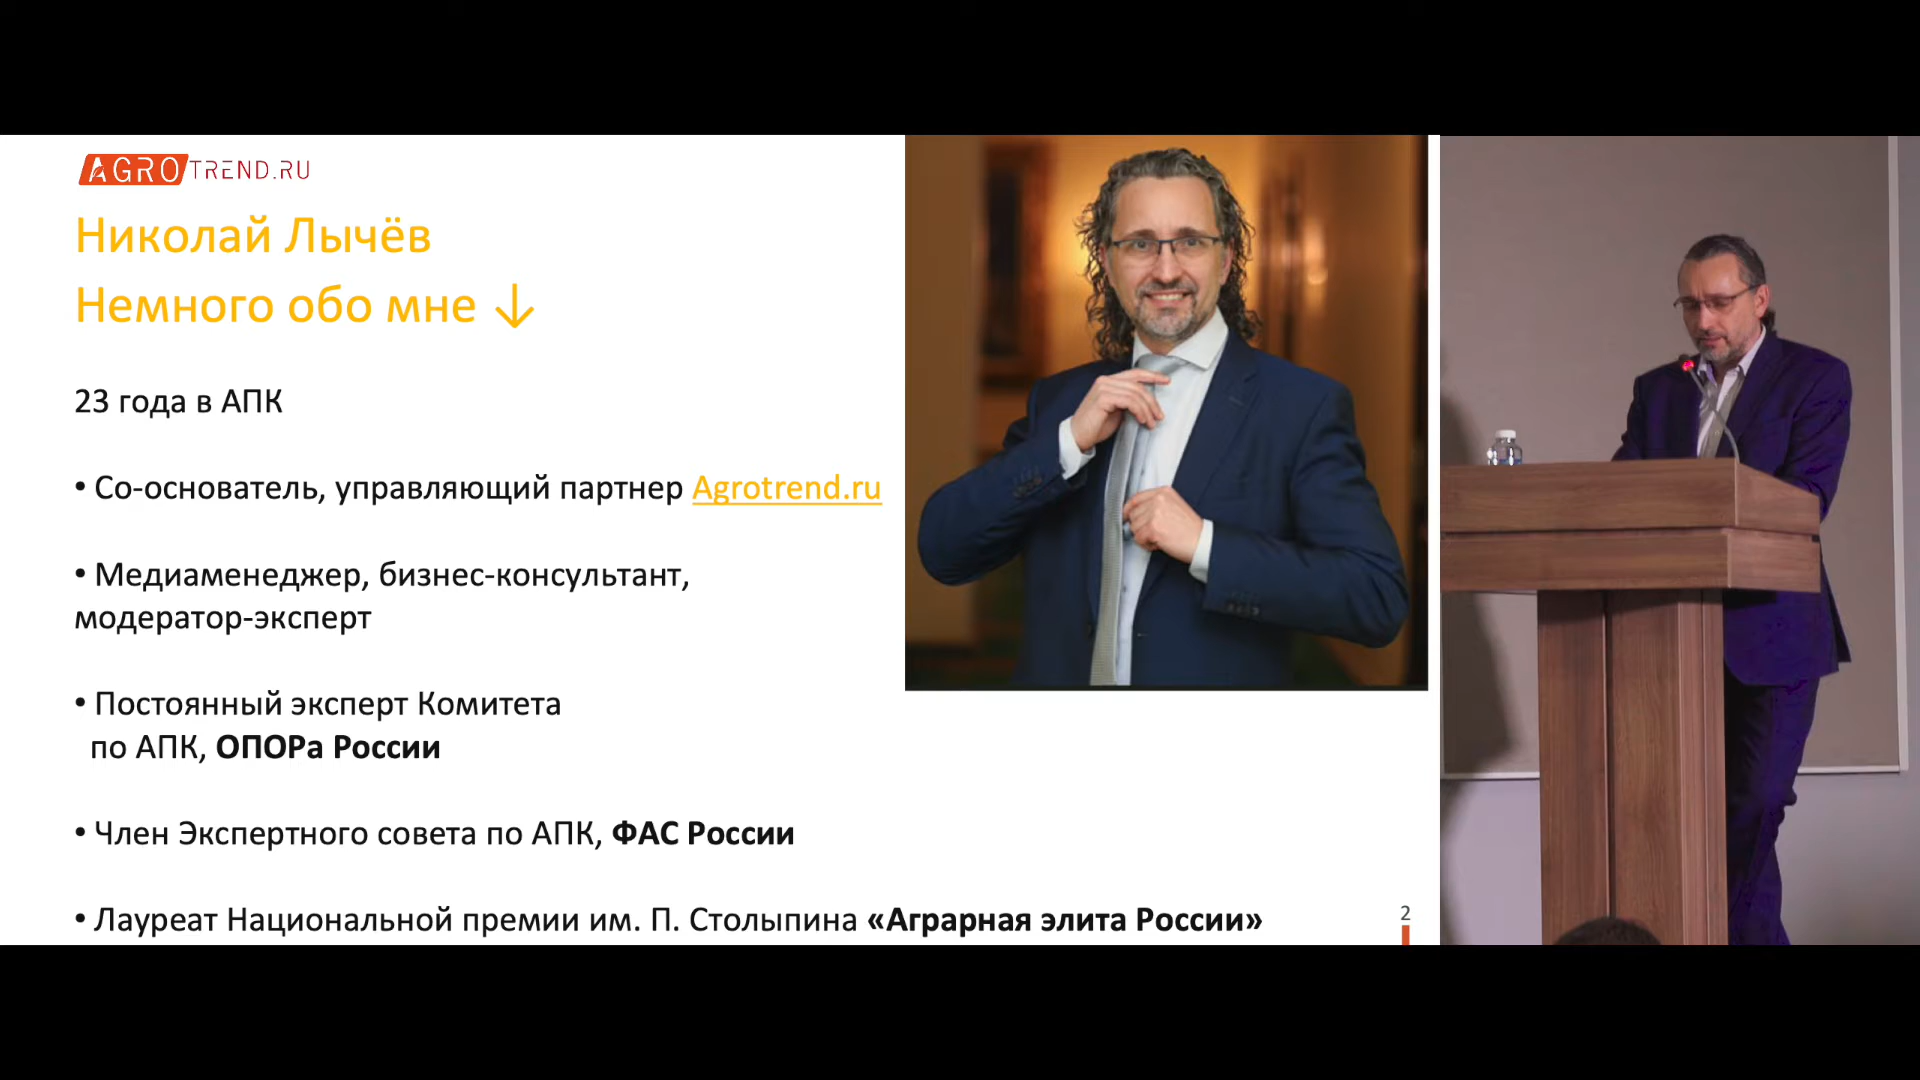 AGROTREND.RU
Николай Лычёв
Немного обо мне ↓
23 года в АПК
• Со-основатель, управляющий партнер Agrotrend.ru
• Медиаменеджер, бизнес-консультант,
модератор-эксперт
• Постоянный эксперт Комитета
по АПК, ОПОРа России
• Член Экспертного совета по АПК, ФАС России
• Лауреат Национальной премии им. П. Столыпина «Аграрная элита России»
2